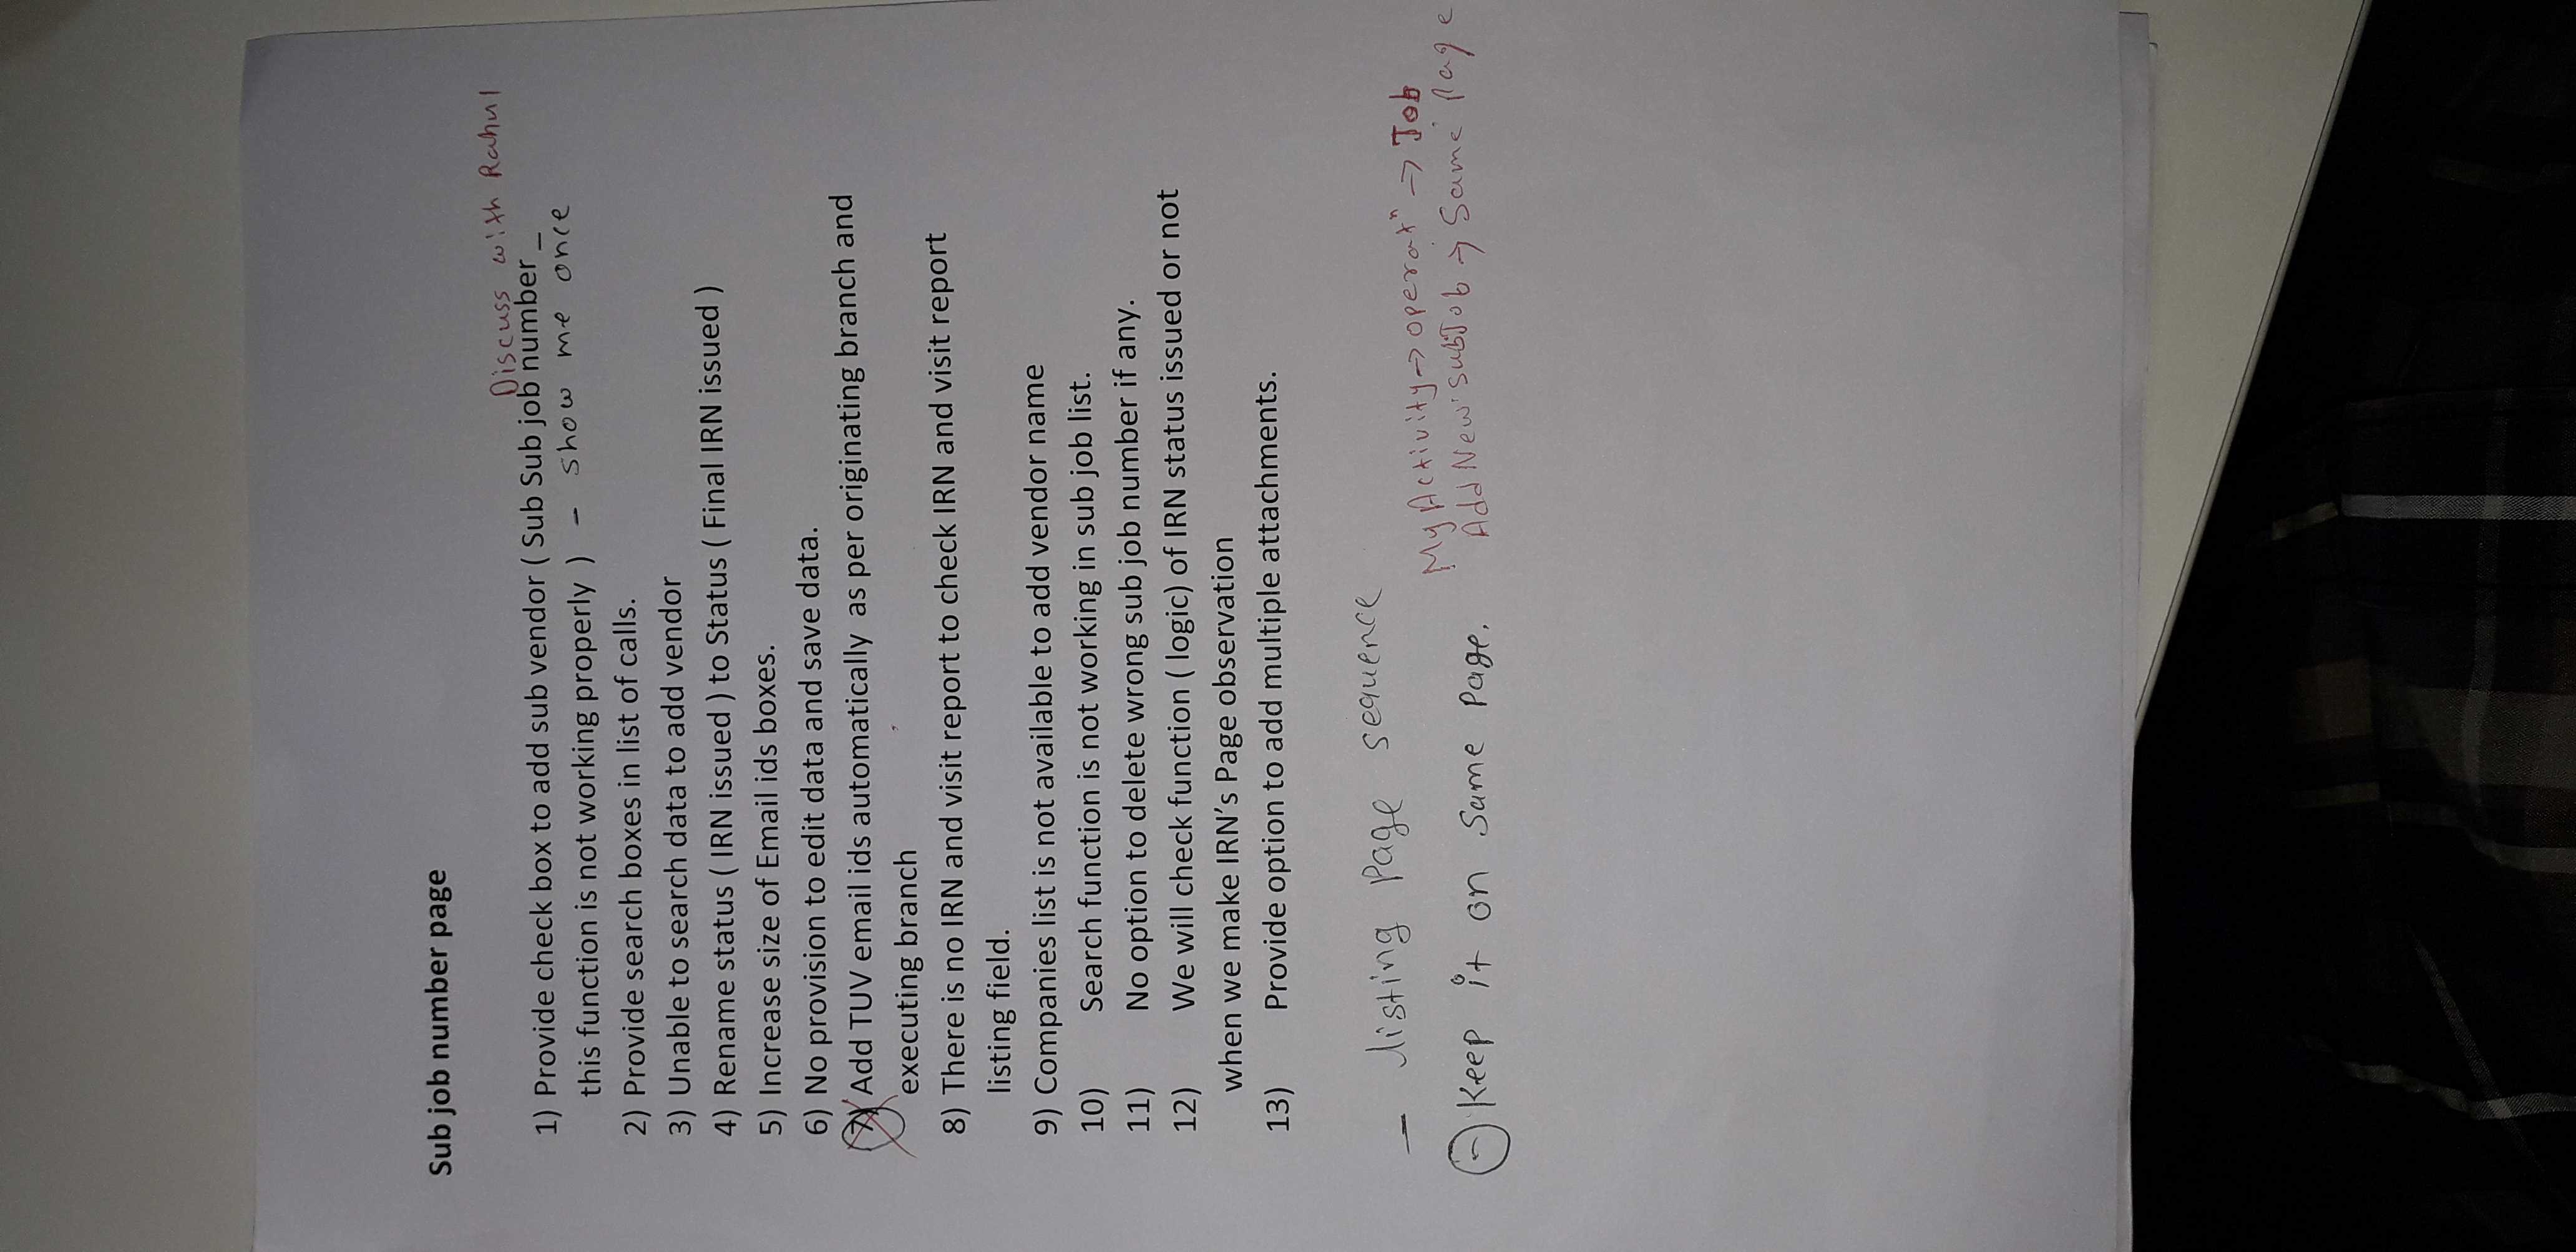 Sub job number page
Discuss with Rahul
1) Provide check box to add sub vendor ( Sub Sub job number _
this function is not working properly ) - show me once
2) Provide search boxes in list of calls.
3) Unable to search data to add vendor
4) Rename status ( IRN issued ) to Status ( Final IRN issued )
5) Increase size of Email ids boxes.
6) No provision to edit data and save data.
7) Add TUV email ids automatically as per originating branch and
executing branch
8) There is no IRN and visit report to check IRN and visit report
listing field.
9) Companies list is not available to add vendor name
10) Search function is not working in sub job list.
11) No option to delete wrong sub job number if any.
12) We will check function ( logic) of IRN status issued or not
when we make IRN's Page observation
13) Provide option to add multiple attachments.
- listing Page sequence
My Activity → operatⁿ → Job
- Keep it on Same Page.
Add New SubJob → Same Page